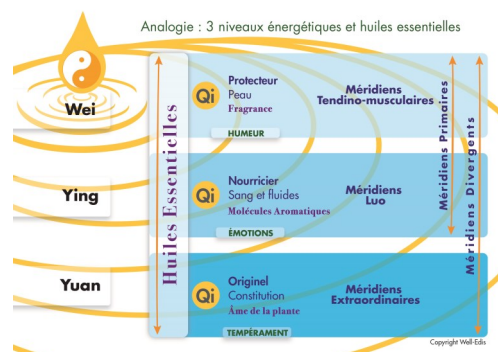 Analogie : 3 niveaux énergétiques et huiles essentielles
Wei
Ying
Yuan
Huiles Essentielles
Qi
Protecteur
Peau
Fragrance
HUMEUR
Méridiens
Tendino-musculaires
Qi
Nourricier
Sang et fluides
Molécules Aromatiques
ÉMOTIONS
Méridiens
Luo
Qi
Originel
Constitution
Âme de la plante
TEMPÉRAMENT
Méridiens
Extraordinaires
Méridiens Primaires
Méridiens Divergents
Copyright Well-Edis